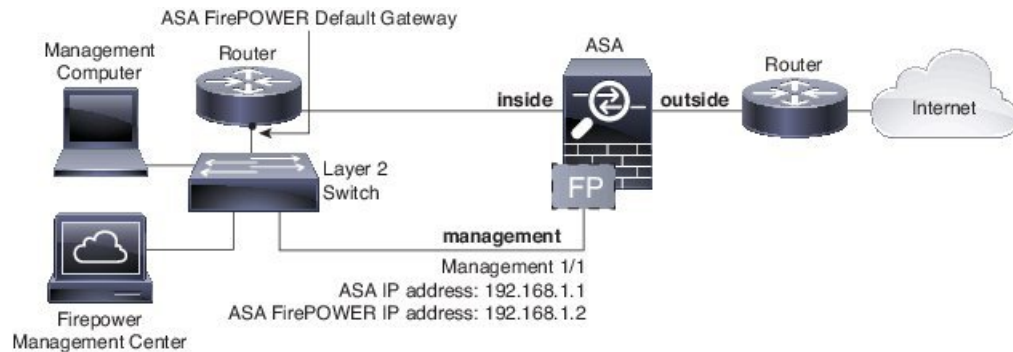 ASA FirePOWER Default Gateway
Management
Computer
Router
ASA
Router
inside
outside
Internet
Layer 2
Switch
FP
management
Management 1/1
ASA IP address: 192.168.1.1
ASA FirePOWER IP address: 192.168.1.2
Firepower
Management Center